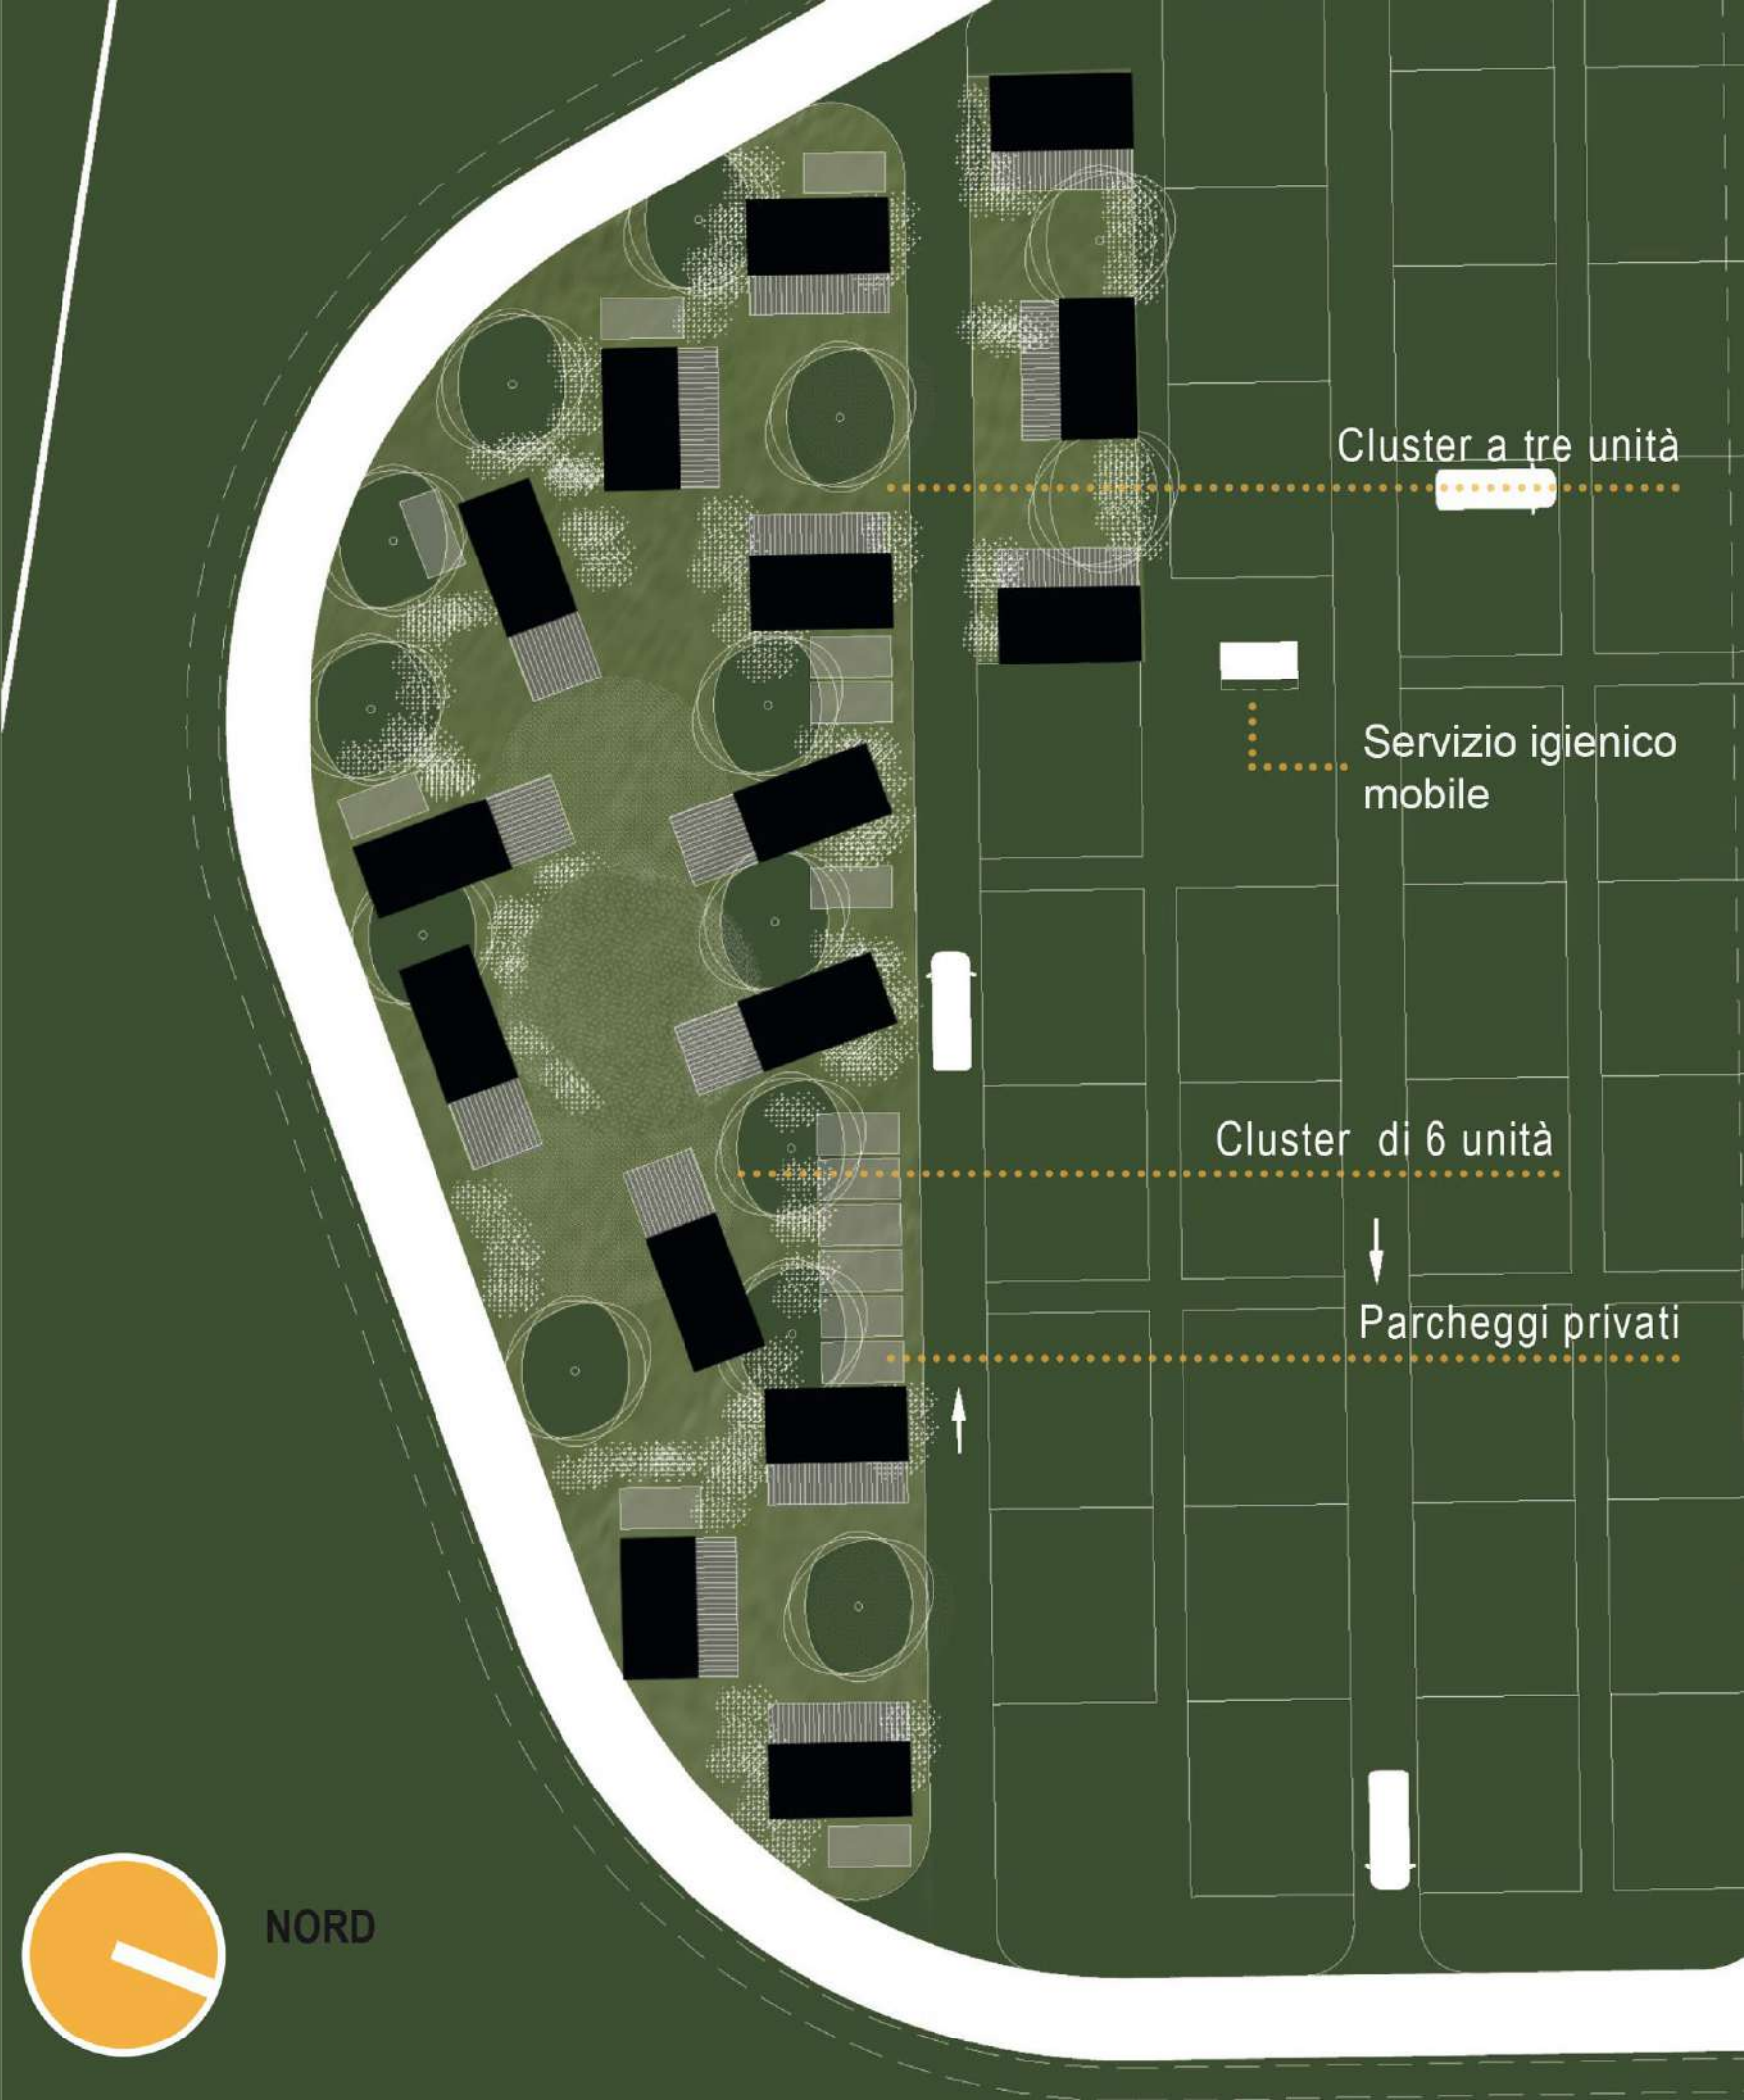 Cluster a tre unità
Servizio igienico
mobile
Cluster di 6 unità
Parcheggi privati
NORD